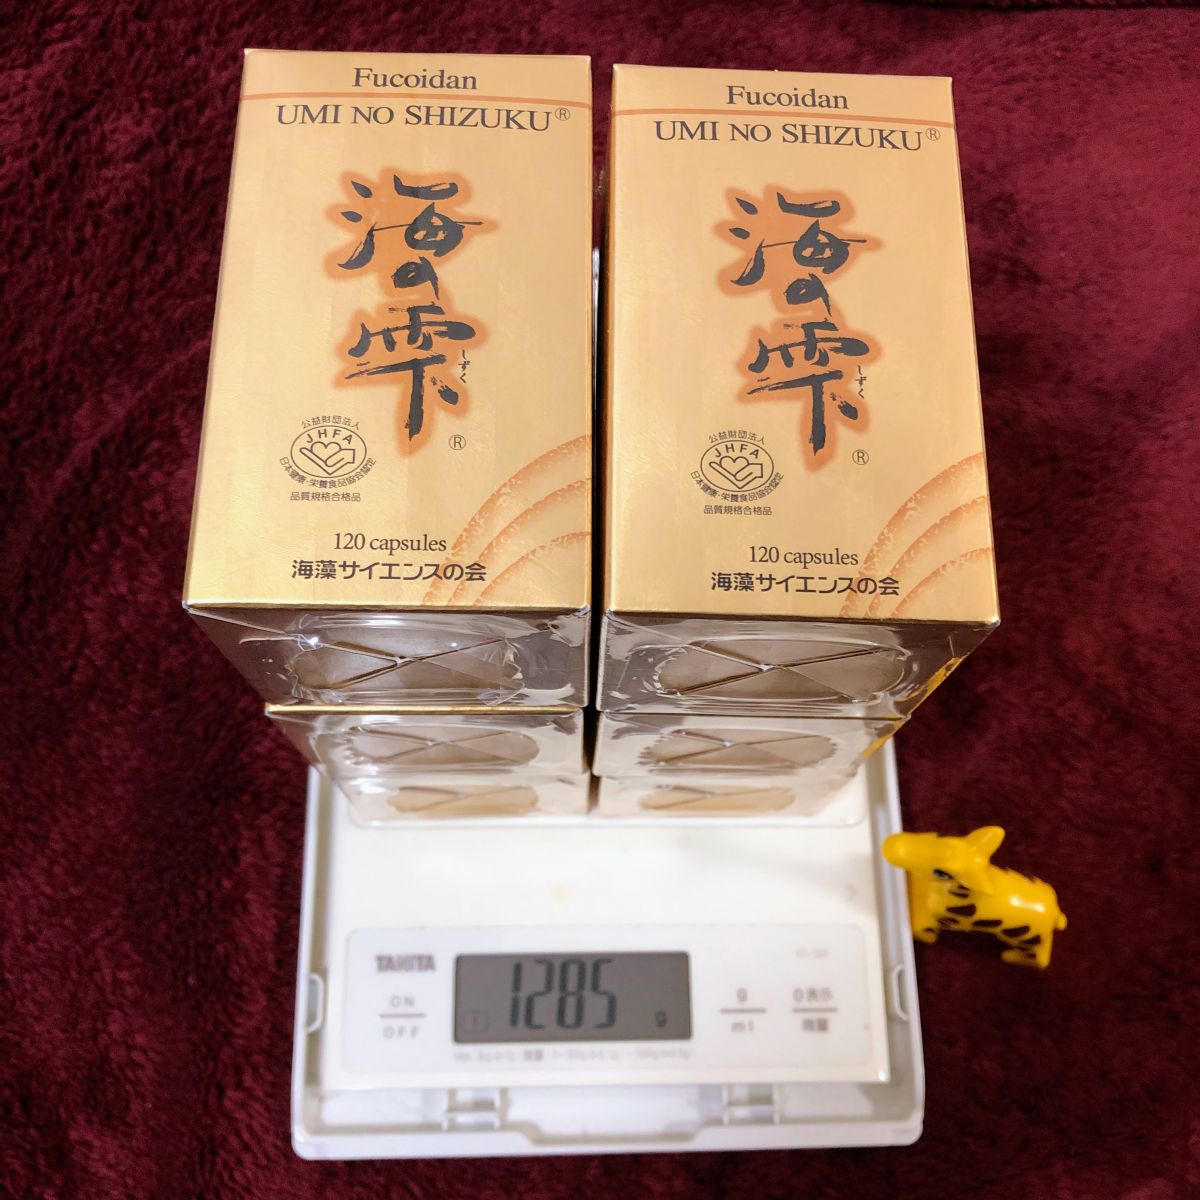 Fucoidan
UMI NO SHIZUKU®
海の雫
しずく
®
公益財団法人
JHFA
日本健康・栄養食品協会認定
品質規格合格品
120 capsules
海藻サイエンスの会
Fucoidan
UMI NO SHIZUKU®
海の雫
しずく
®
公益財団法人
JHFA
日本健康・栄養食品協会認定
品質規格合格品
120 capsules
海藻サイエンスの会
TANITA
ON
OFF
1285 g
g
ml
0表示
微量